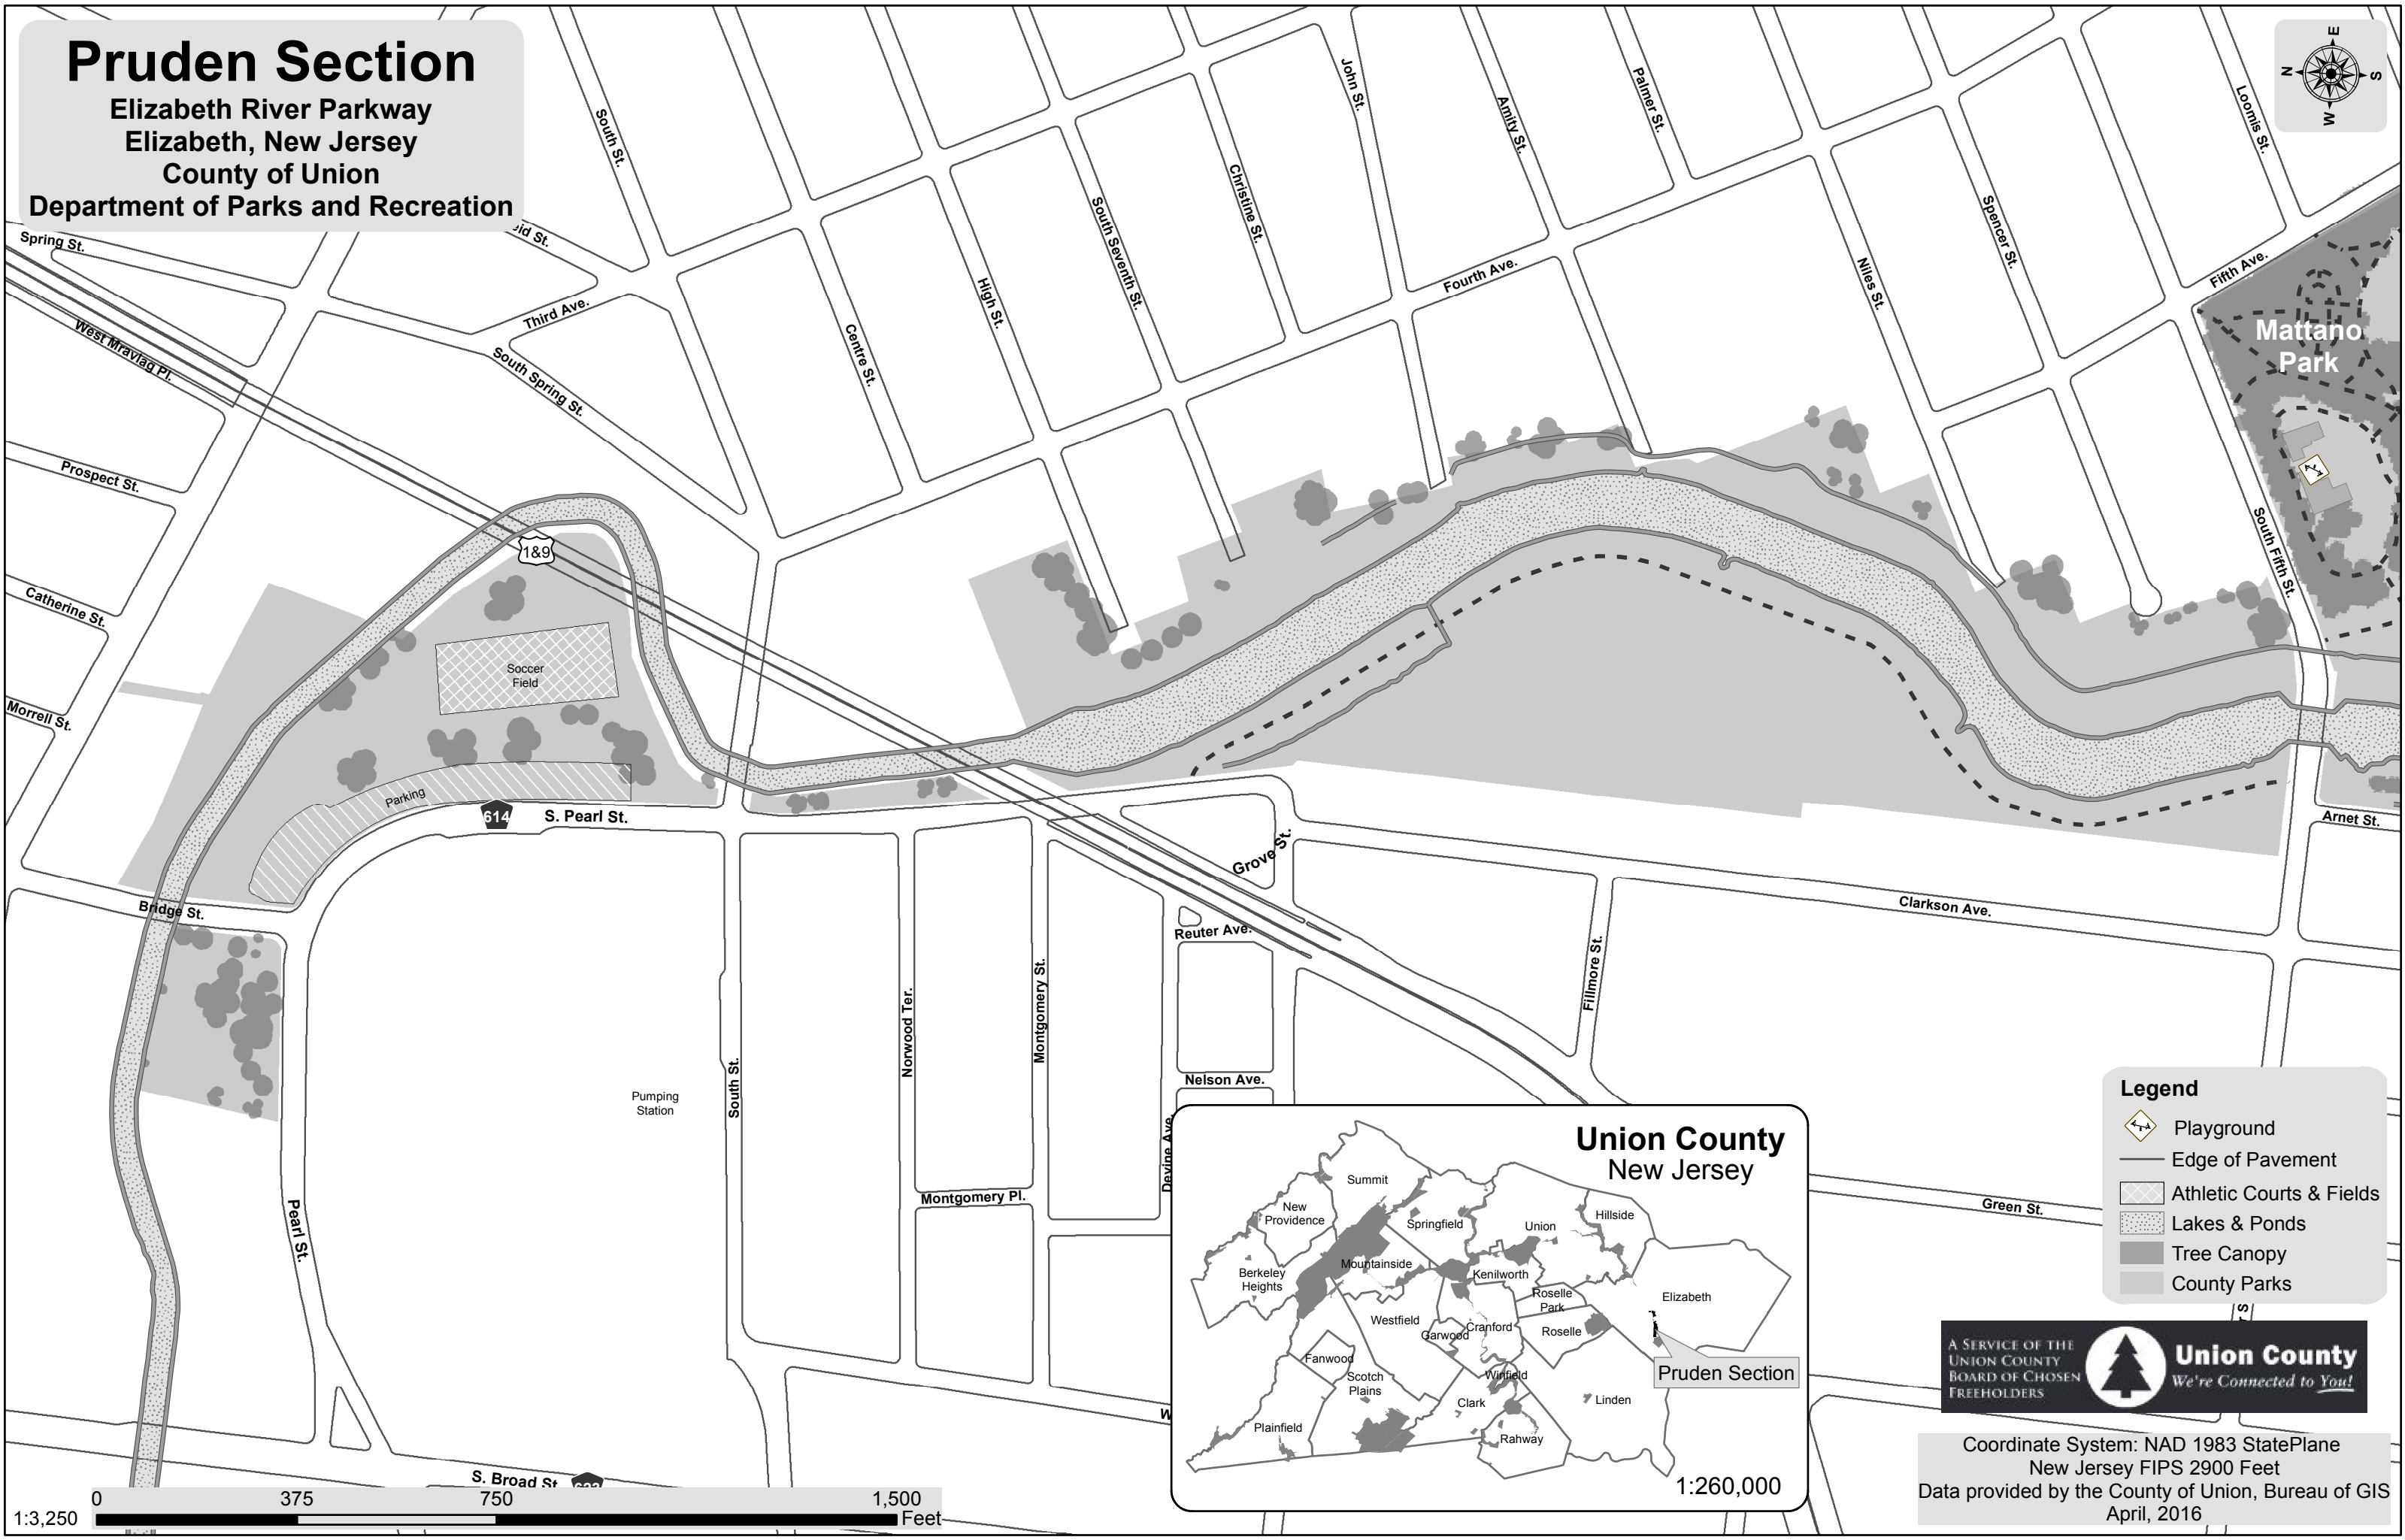 Pruden Section
Elizabeth River Parkway
Elizabeth, New Jersey
County of Union
Department of Parks and Recreation
E
N
S
W
South St.
John St.
Amity St.
Palmer St.
Loomis St.
Christine St.
South Seventh St.
Spencer St.
Spring St.
Third Ave.
High St.
Centre St.
Fourth Ave.
Niles St.
Fifth Ave.
West Mravlag Pl.
South Spring St.
Mattano
Park
Prospect St.
1&9
South Fifth St.
Catherine St.
Soccer
Field
Morrell St.
Parking
614
S. Pearl St.
Grove St.
Arnet St.
Bridge St.
Reuter Ave.
Clarkson Ave.
Fillmore St.
Norwood Ter.
Montgomery St.
South St.
Nelson Ave.
Pumping
Station
Devine Ave.
Montgomery Pl.
Pearl St.
Green St.
S. Broad St.
Union County
New Jersey
Summit
New
Providence
Springfield
Union
Hillside
Berkeley
Heights
Mountainside
Kenilworth
Roselle
Park
Elizabeth
Westfield
Garwood
Cranford
Roselle
Fanwood
Scotch
Plains
Winfield
Pruden Section
Clark
Linden
Plainfield
Rahway
1:260,000
Legend
Playground
Edge of Pavement
Athletic Courts & Fields
Lakes & Ponds
Tree Canopy
County Parks
A SERVICE OF THE
UNION COUNTY
BOARD OF CHOSEN
FREEHOLDERS
Union County
We're Connected to You!
Coordinate System: NAD 1983 StatePlane
New Jersey FIPS 2900 Feet
Data provided by the County of Union, Bureau of GIS
April, 2016
0
375
750
1,500
1:3,250
Feet